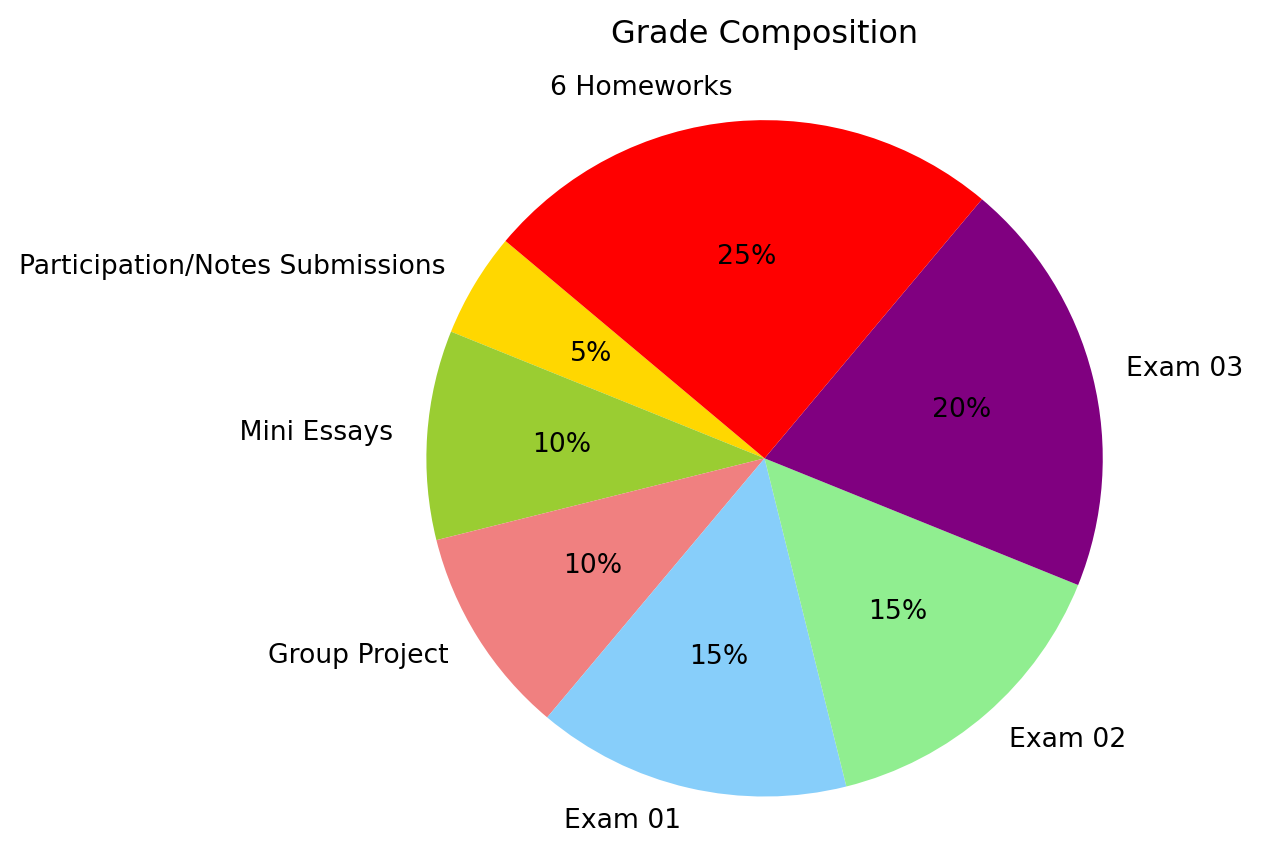 Grade Composition
6 Homeworks
25%
Participation/Notes Submissions
5%
Exam 03
20%
Mini Essays
10%
Group Project
10%
15%
15%
Exam 02
Exam 01